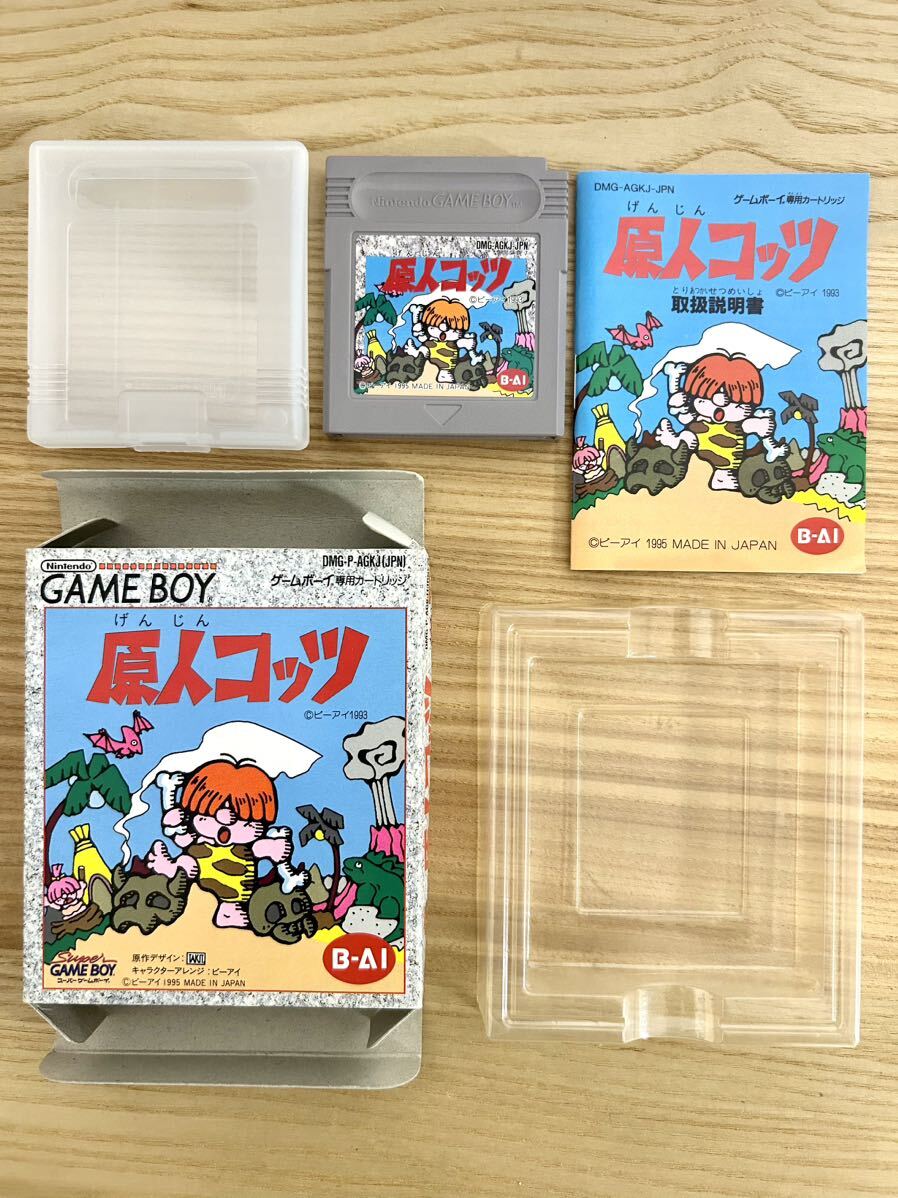 Nintendo GAME BOY
DMG-AGKJ-JPN
原人コッツ
©ビーアイ 1993
©ビーアイ 1995 MADE IN JAPAN
B-AI
DMG-AGKJ-JPN
ゲームボーイ専用カートリッジ
げんじん
原人コッツ
とりあつかいせつめいしょ
取扱説明書
©ビーアイ 1993
©ビーアイ 1995 MADE IN JAPAN
B-AI
Nintendo
GAME BOY
DMG-P-AGKJ(JPN)
ゲームボーイ専用カートリッジ
げんじん
原人コッツ
©ビーアイ1993
Super
GAME BOY
スーパーゲームボーイ
原作デザイン:TAKIJI
キャラクターアレンジ:ビーアイ
©ビーアイ 1995 MADE IN JAPAN
B-AI